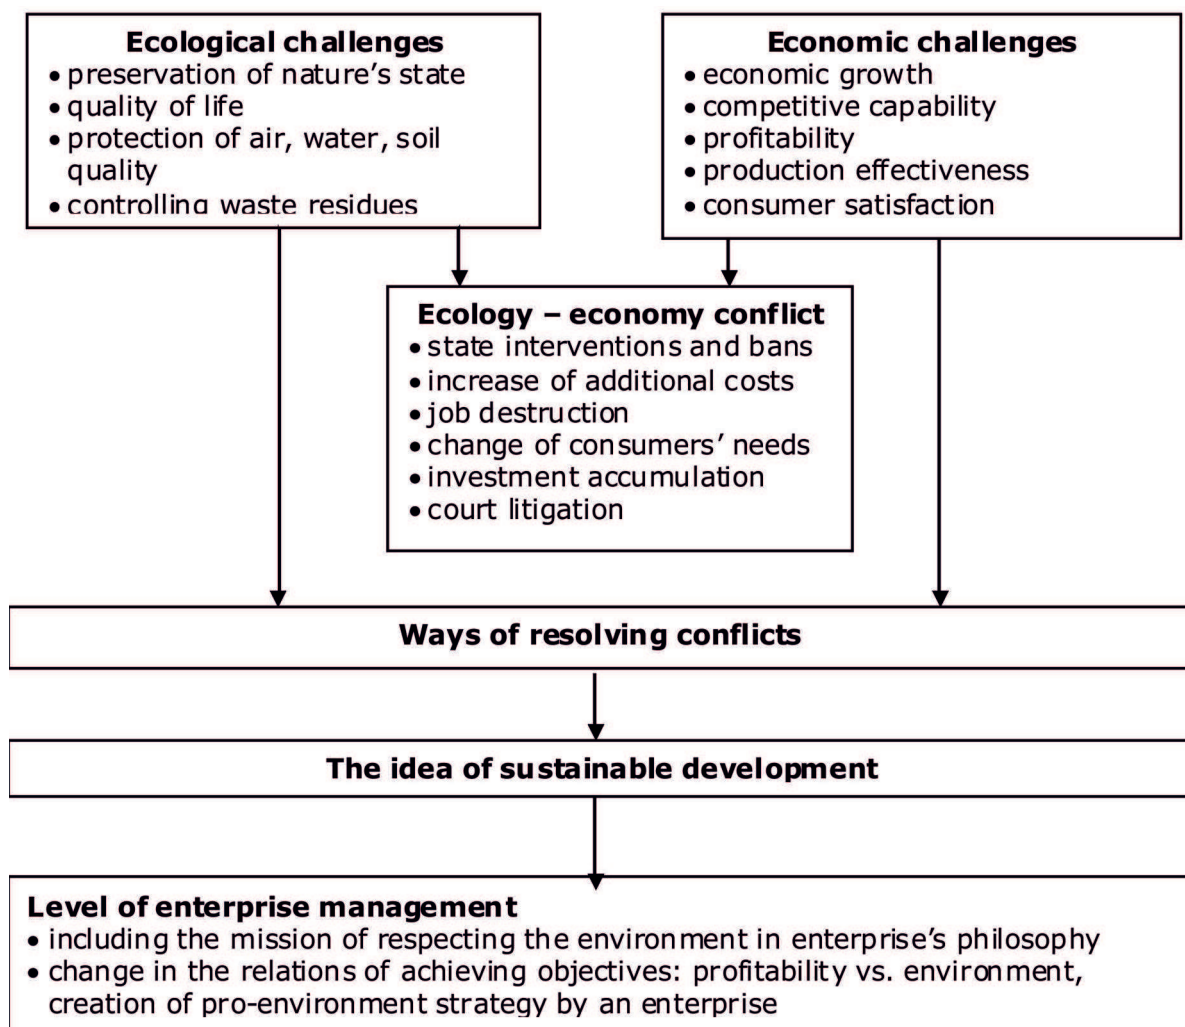 Ecological challenges
• preservation of nature’s state
• quality of life
• protection of air, water, soil
quality
• controlling waste residues
Economic challenges
• economic growth
• competitive capability
• profitability
• production effectiveness
• consumer satisfaction
Ecology – economy conflict
• state interventions and bans
• increase of additional costs
• job destruction
• change of consumers’ needs
• investment accumulation
• court litigation
Ways of resolving conflicts
The idea of sustainable development
Level of enterprise management
• including the mission of respecting the environment in enterprise’s philosophy
• change in the relations of achieving objectives: profitability vs. environment,
creation of pro-environment strategy by an enterprise